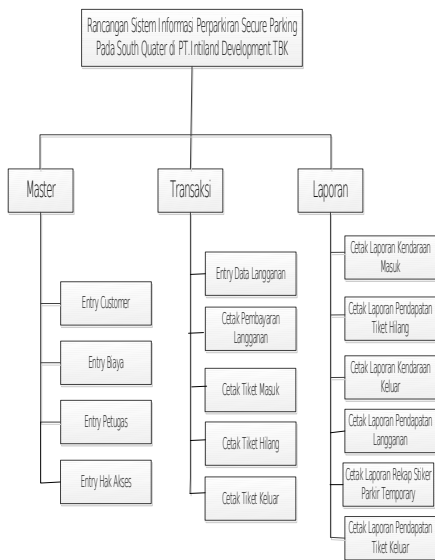 Rancangan Sistem Informasi Perparkiran Secure Parking
Pada South Quater di PT.Intiland Development.TBK
Master
Entry Customer
Entry Biaya
Entry Petugas
Entry Hak Akses
Transaksi
Entry Data Langganan
Cetak Pembayaran
Langganan
Cetak Tiket Masuk
Cetak Tiket Hilang
Cetak Tiket Keluar
Laporan
Cetak Laporan Kendaraan
Masuk
Cetak Laporan Pendapatan
Tiket Hilang
Cetak Laporan Kendaraan
Keluar
Cetak Laporan Pendapatan
Langganan
Cetak Laporan Rekap Stiker
Parkir Temporary
Cetak Laporan Pendapatan
Tiket Keluar